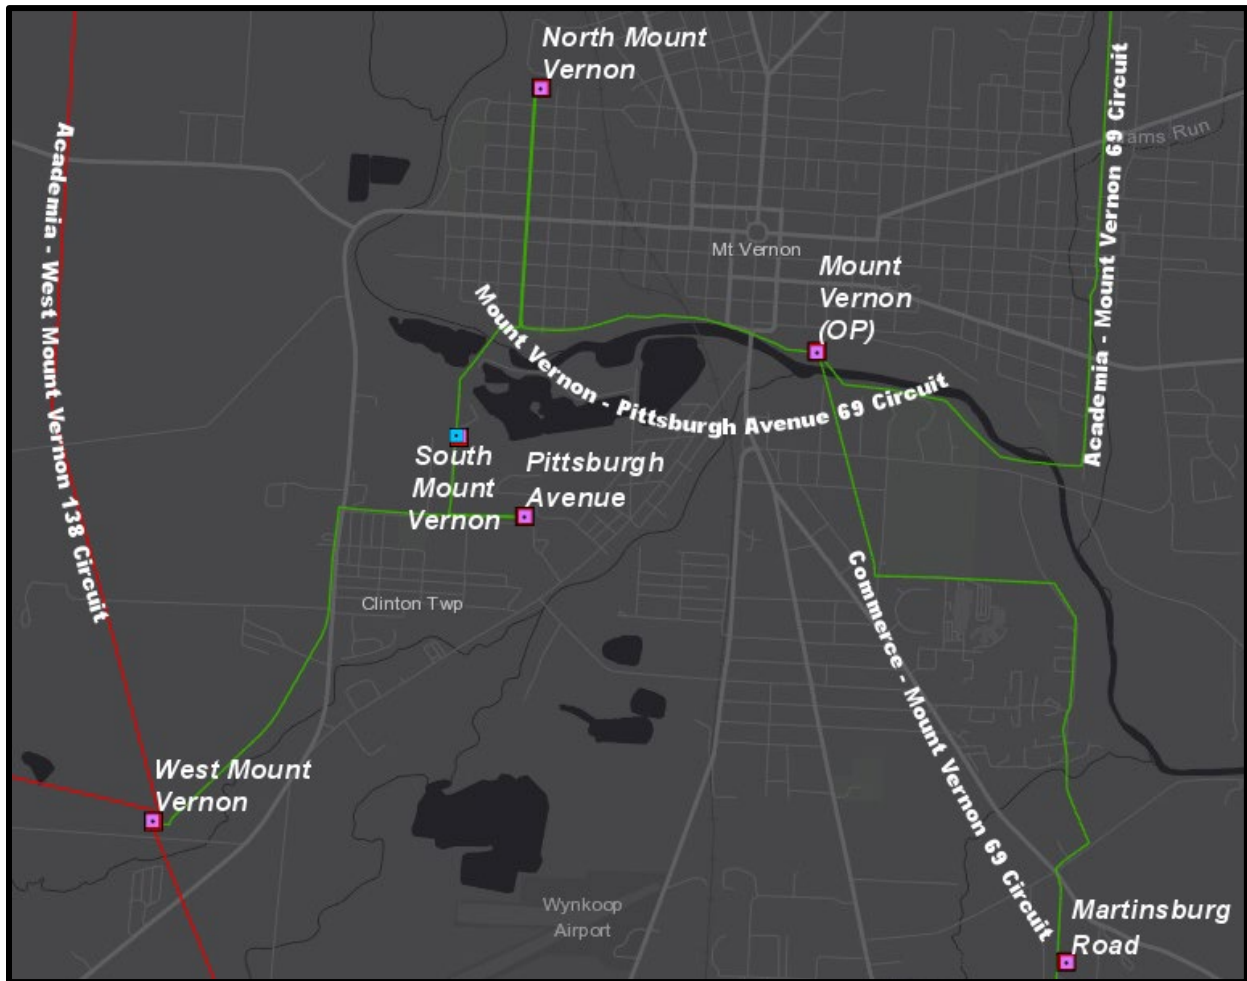 North Mount
Vernon
Academia - West Mount Vernon 138 Circuit
Academia - Mount Vernon 69 Circuit
Mt Vernon
Mount
Vernon
(OP)
Mount Vernon - Pittsburgh Avenue 69 Circuit
South
Mount
Vernon
Pittsburgh
Avenue
Clinton Twp
Commerce - Mount Vernon 69 Circuit
West Mount
Vernon
Wynkoop
Airport
Martinsburg
Road
Run